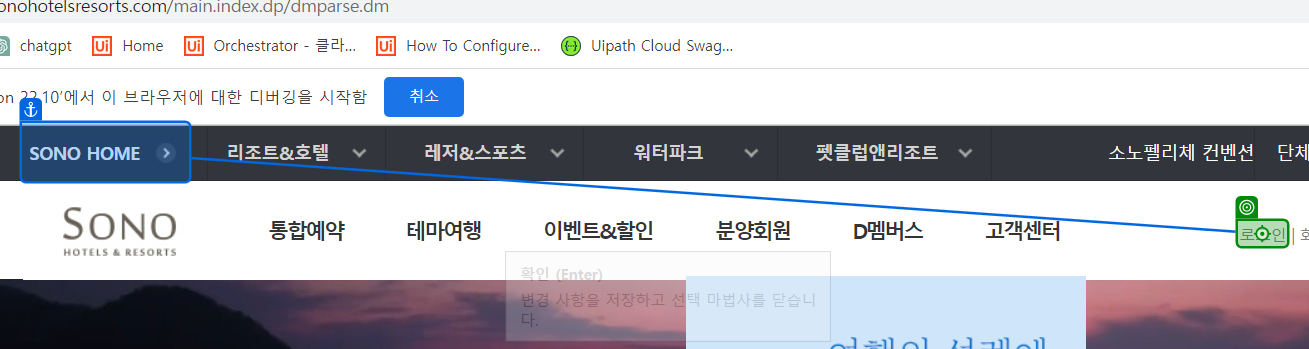 onohotelsresorts.com/main.index.dp/dmparse.dm
chatgpt Home Orchestrator - 클라... How To Configure... Uipath Cloud Swag...
on 22.10'에서 이 브라우저에 대한 디버깅을 시작함 취소
SONO HOME 리조트&호텔 레저&스포츠 워터파크 펫클럽앤리조트 소노펠리체 컨벤션 단체
SONO
HOTELS & RESORTS
통합예약 테마여행 이벤트&할인 분양회원 D멤버스 고객센터
로그인 | 회
확인 (Enter)
변경 사항을 저장하고 선택 마법사를 닫습니
다.